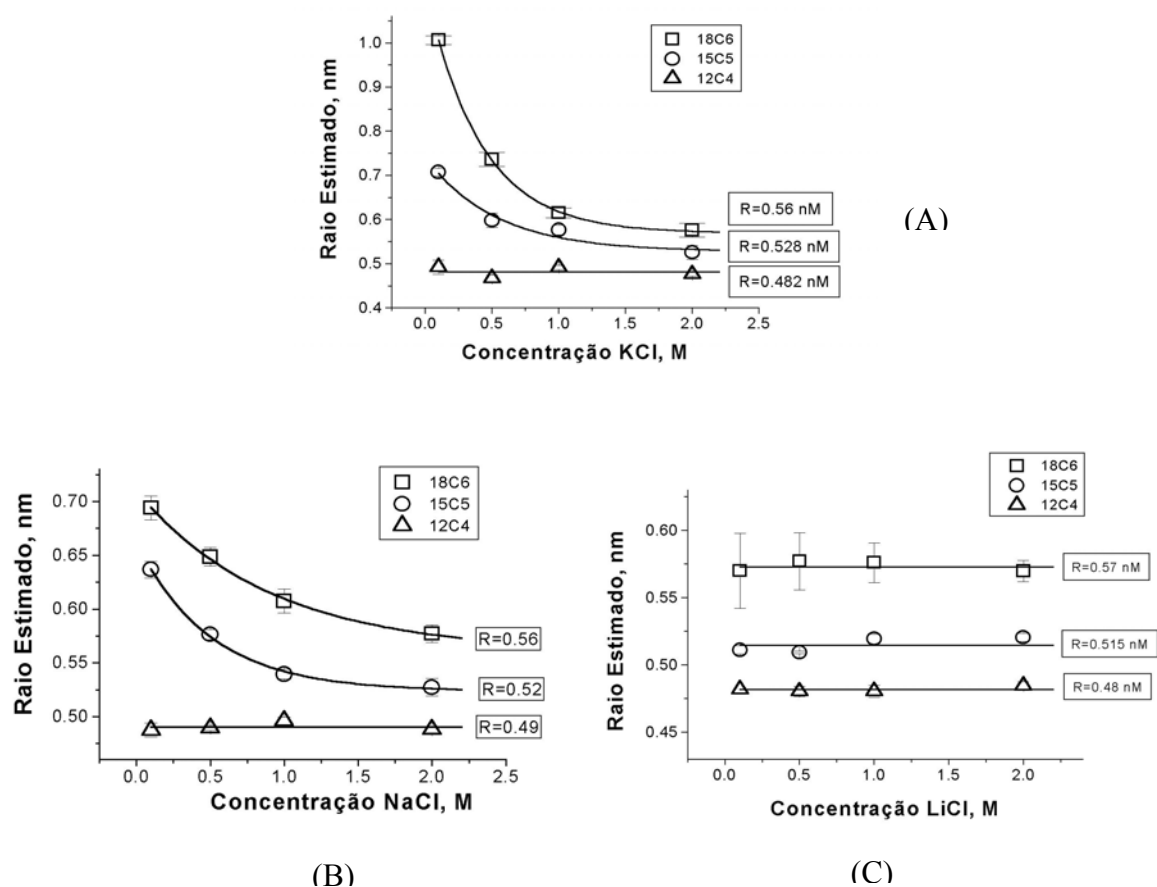 18C6
15C5
12C4
1.0
0.9
0.8
0.7
0.6
0.5
0.4
Raio Estimado, nm
R=0.56 nM
R=0.528 nM
R=0.482 nM
(A)
0.0 0.5 1.0 1.5 2.0 2.5
Concentração KCl, M
18C6
15C5
12C4
0.70
0.65
0.60
0.55
0.50
Raio Estimado, nm
R=0.56
R=0.52
R=0.49
0.0 0.5 1.0 1.5 2.0 2.5
Concentração NaCl, M
(B)
18C6
15C5
12C4
0.60
0.55
0.50
0.45
Raio Estimado, nm
R=0.57 nM
R=0.515 nM
R=0.48 nM
0.0 0.5 1.0 1.5 2.0
Concentração LiCl, M
(C)